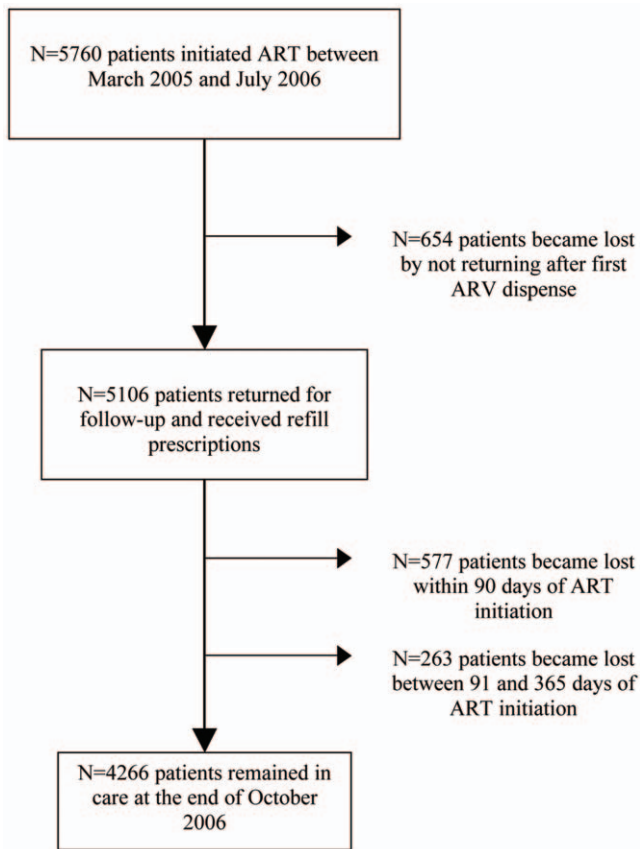 N=5760 patients initiated ART between
March 2005 and July 2006
N=654 patients became lost
by not returning after first
ARV dispense
N=5106 patients returned for
follow-up and received refill
prescriptions
N=577 patients became lost
within 90 days of ART
initiation
N=263 patients became lost
between 91 and 365 days of
ART initiation
N=4266 patients remained in
care at the end of October
2006